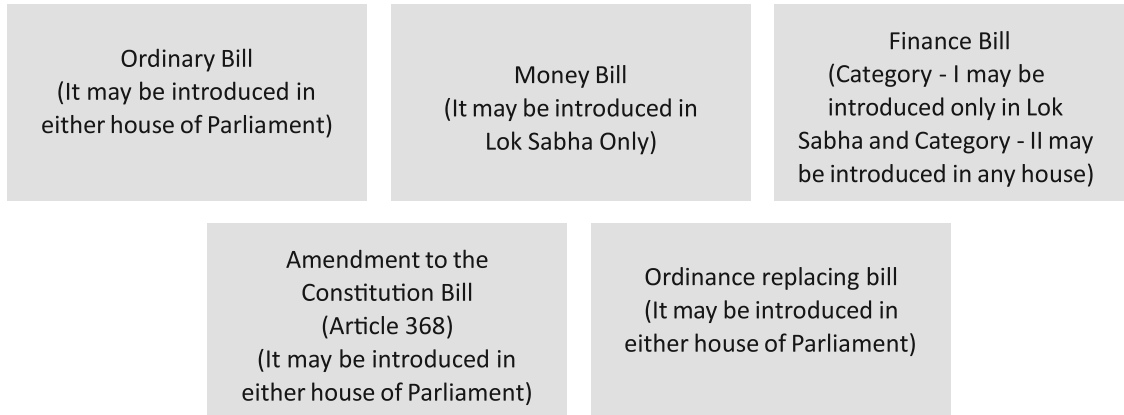 Ordinary Bill
(It may be introduced in
either house of Parliament)
Money Bill
(It may be introduced in
Lok Sabha Only)
Finance Bill
(Category - I may be
introduced only in Lok
Sabha and Category - II may
be introduced in any house)
Amendment to the
Constitution Bill
(Article 368)
(It may be introduced in
either house of Parliament)
Ordinance replacing bill
(It may be introduced in
either house of Parliament)